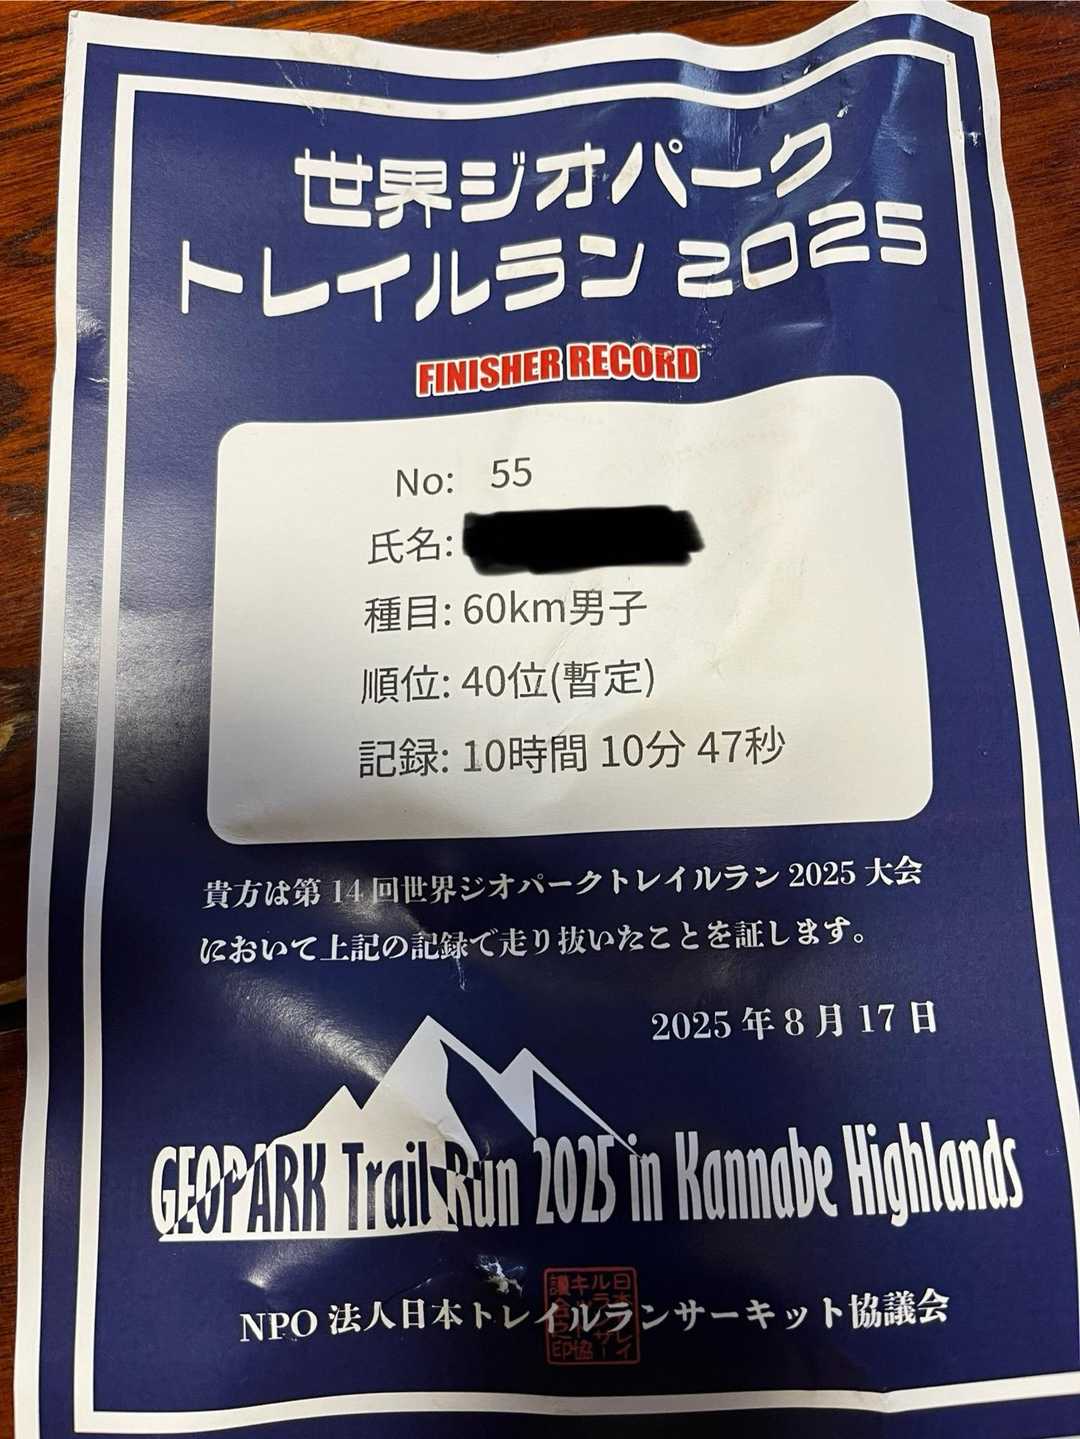 世界ジオパーク
トレイルラン 2025
FINISHER RECORD
No: 55
氏名:
種目: 60km男子
順位: 40位(暫定)
記録: 10時間 10分 47秒
貴方は第 14 回世界ジオパークトレイルラン 2025 大会
において上記の記録で走り抜いたことを証します。
2025 年 8 月 17 日
GEOPARK Trail Run 2025 in Kannabe Highlands
NPO 法人日本トレイルランサーキット協議会